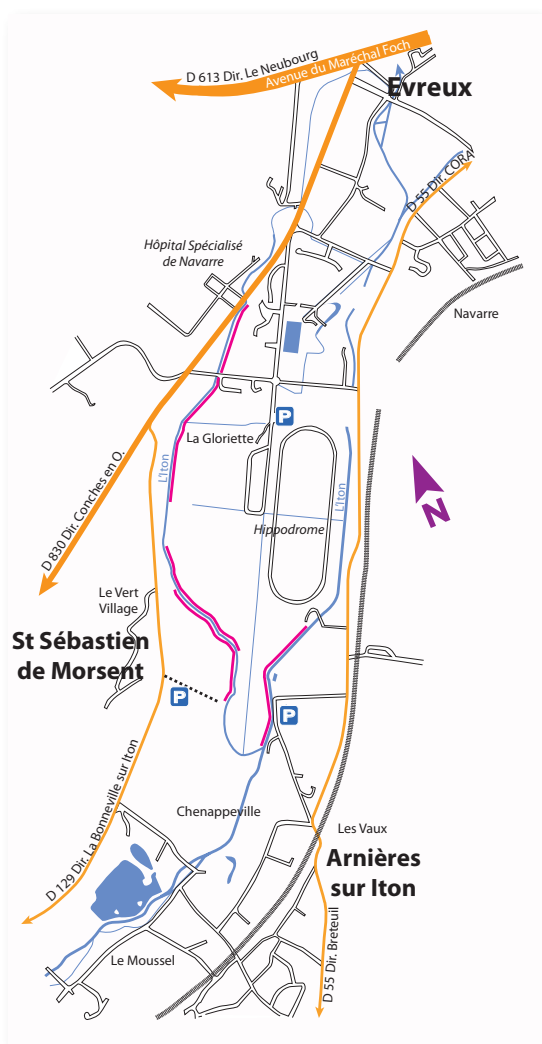 D 613 Dir. Le Neubourg
Avenue du Maréchal Foch
Evreux
D 55 Dir. CORA
Hôpital Spécialisé
de Navarre
Navarre
P
La Gloriette
L'Iton
L'Iton
D 830 Dir. Conches en O.
N
Hippodrome
Le Vert
Village
St Sébastien
de Morsent
P
P
D 129 Dir. La Bonneville sur Iton
Chenappeville
Les Vaux
Arnières
sur Iton
D 55 Dir. Breteuil
Le Moussel